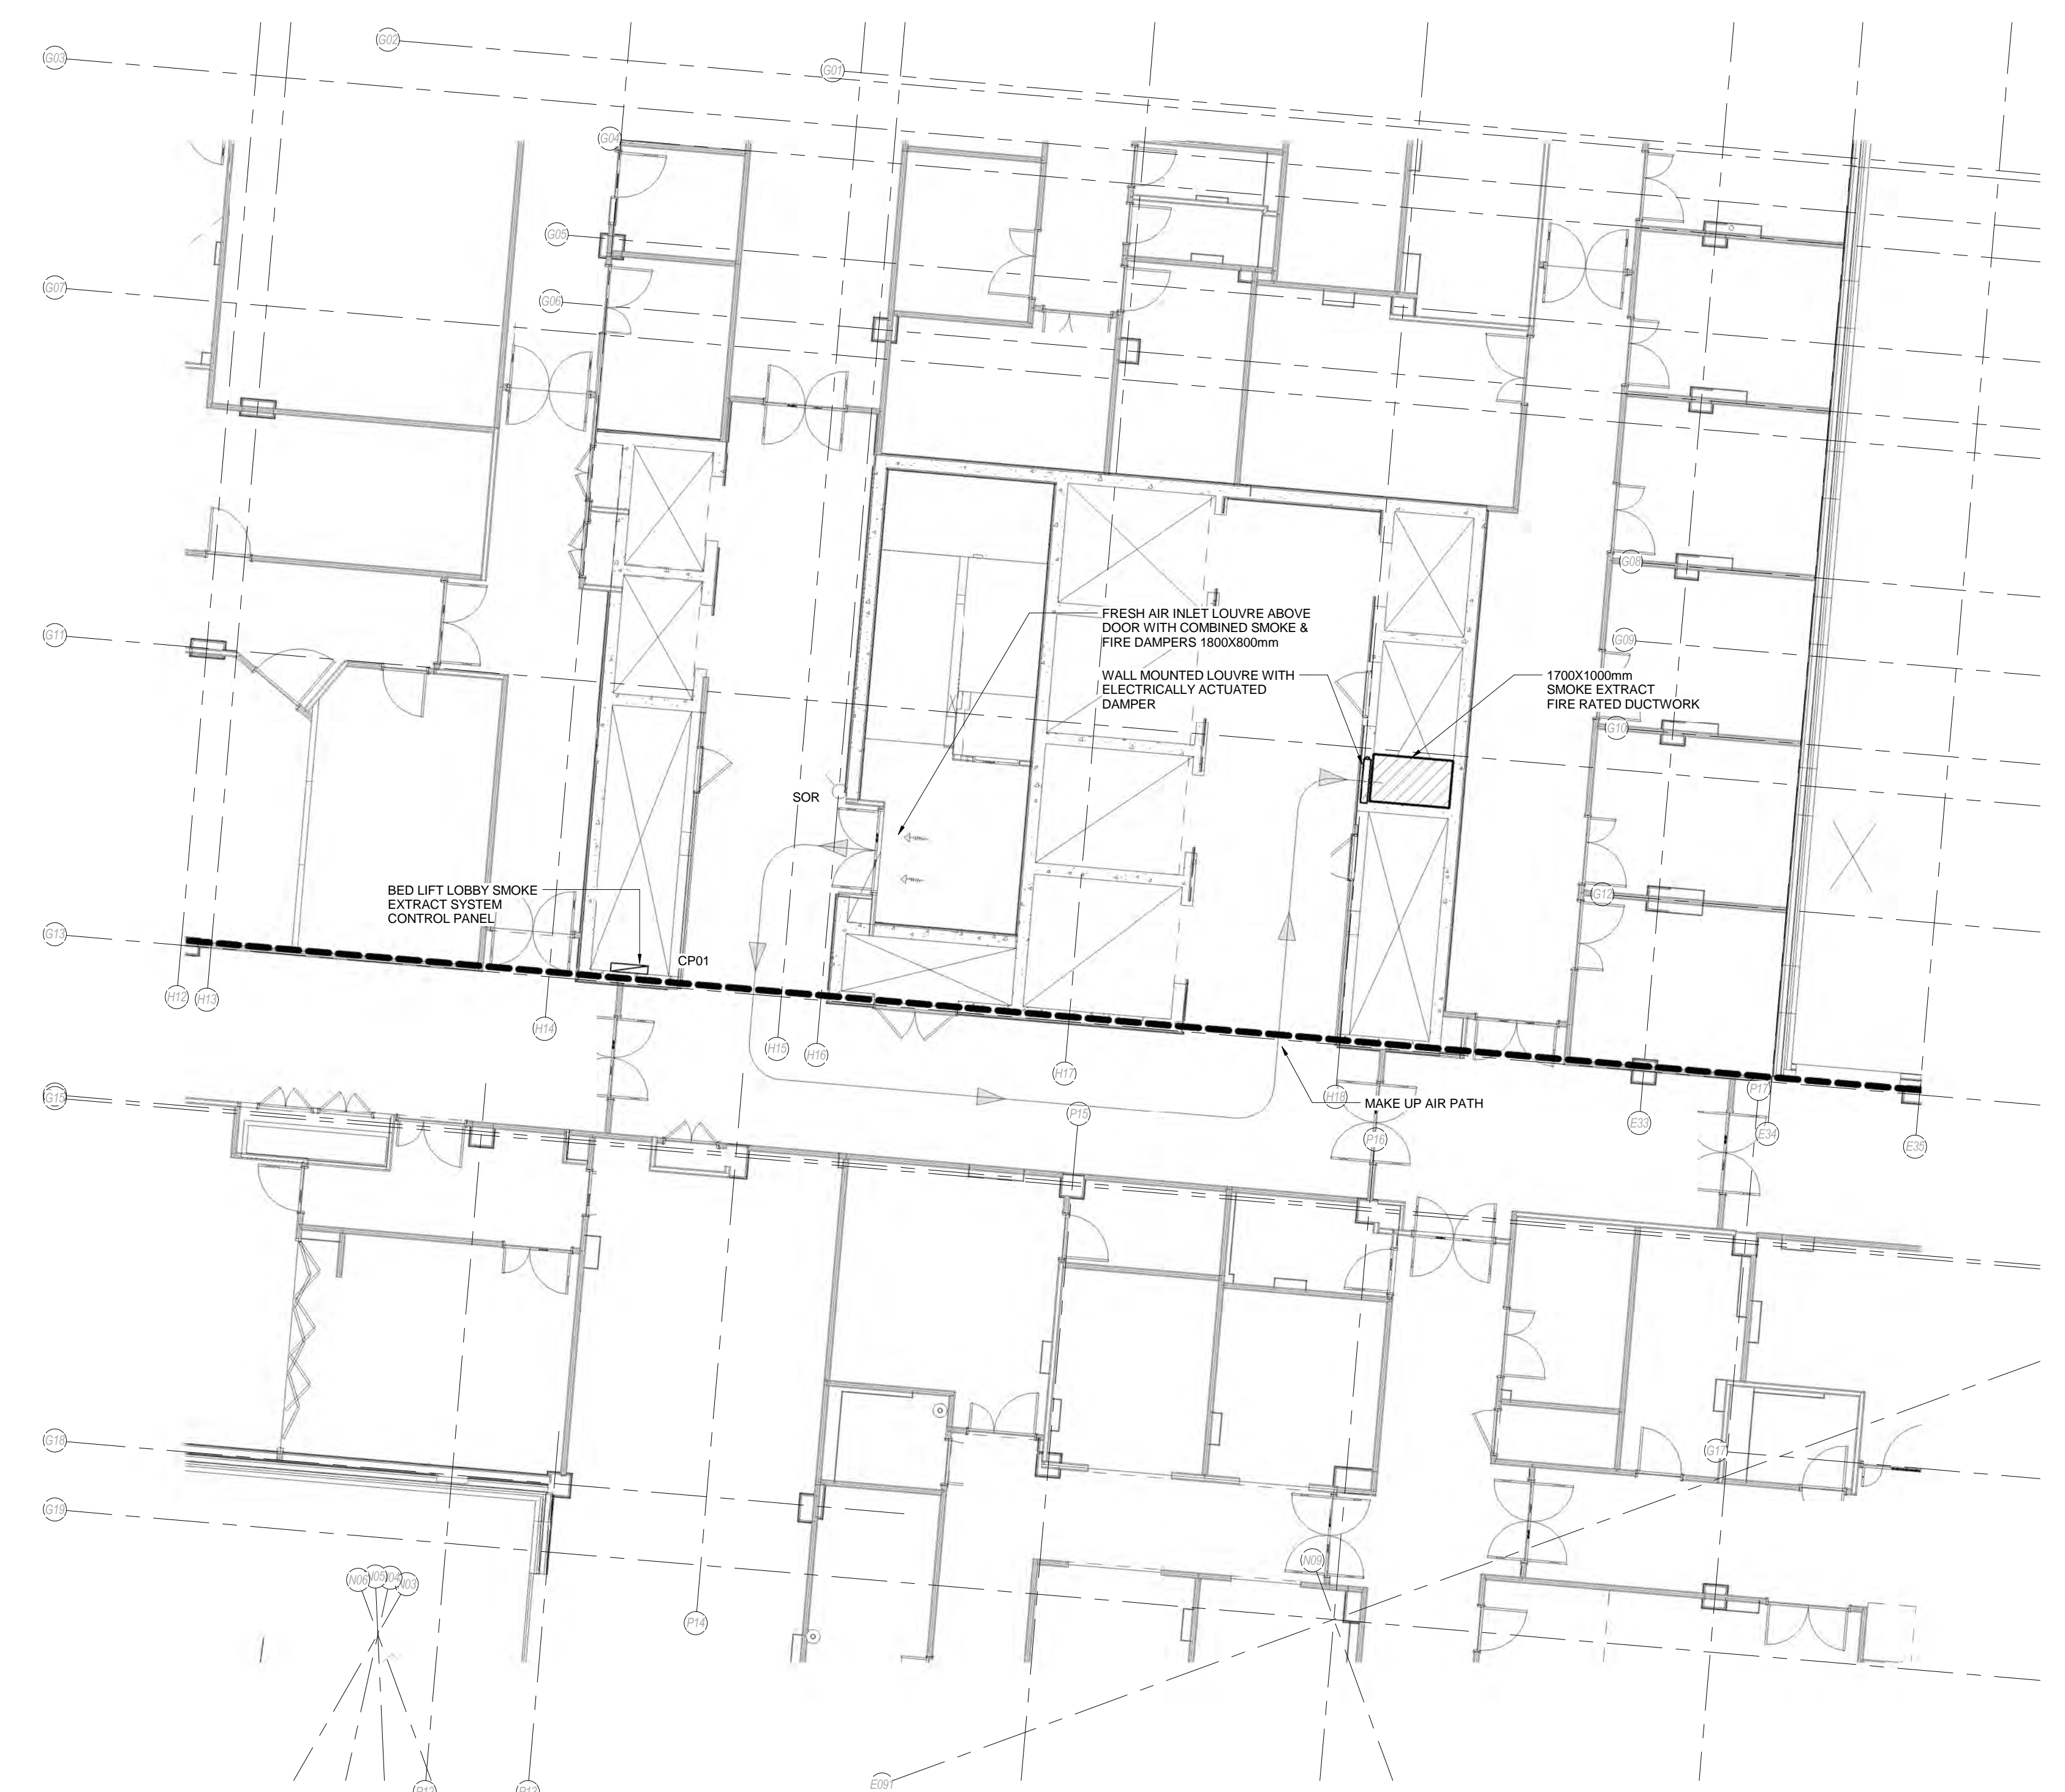 G02
G03
G01
G04
G05
G07
G06
G08
FRESH AIR INLET LOUVRE ABOVE
DOOR WITH COMBINED SMOKE &
FIRE DAMPERS 1800X800mm
G11
G09
WALL MOUNTED LOUVRE WITH
ELECTRICALLY ACTUATED
DAMPER
1700X1000mm
SMOKE EXTRACT
FIRE RATED DUCTWORK
G10
SOR
BED LIFT LOBBY SMOKE
EXTRACT SYSTEM
CONTROL PANEL
G12
G13
CP01
H12
H13
H14
H15
H16
H17
P17
G15
H18
MAKE UP AIR PATH
P15
E33
E34
P16
E35
G18
G17
G19
N09
N06
N05
N03
P14
E091